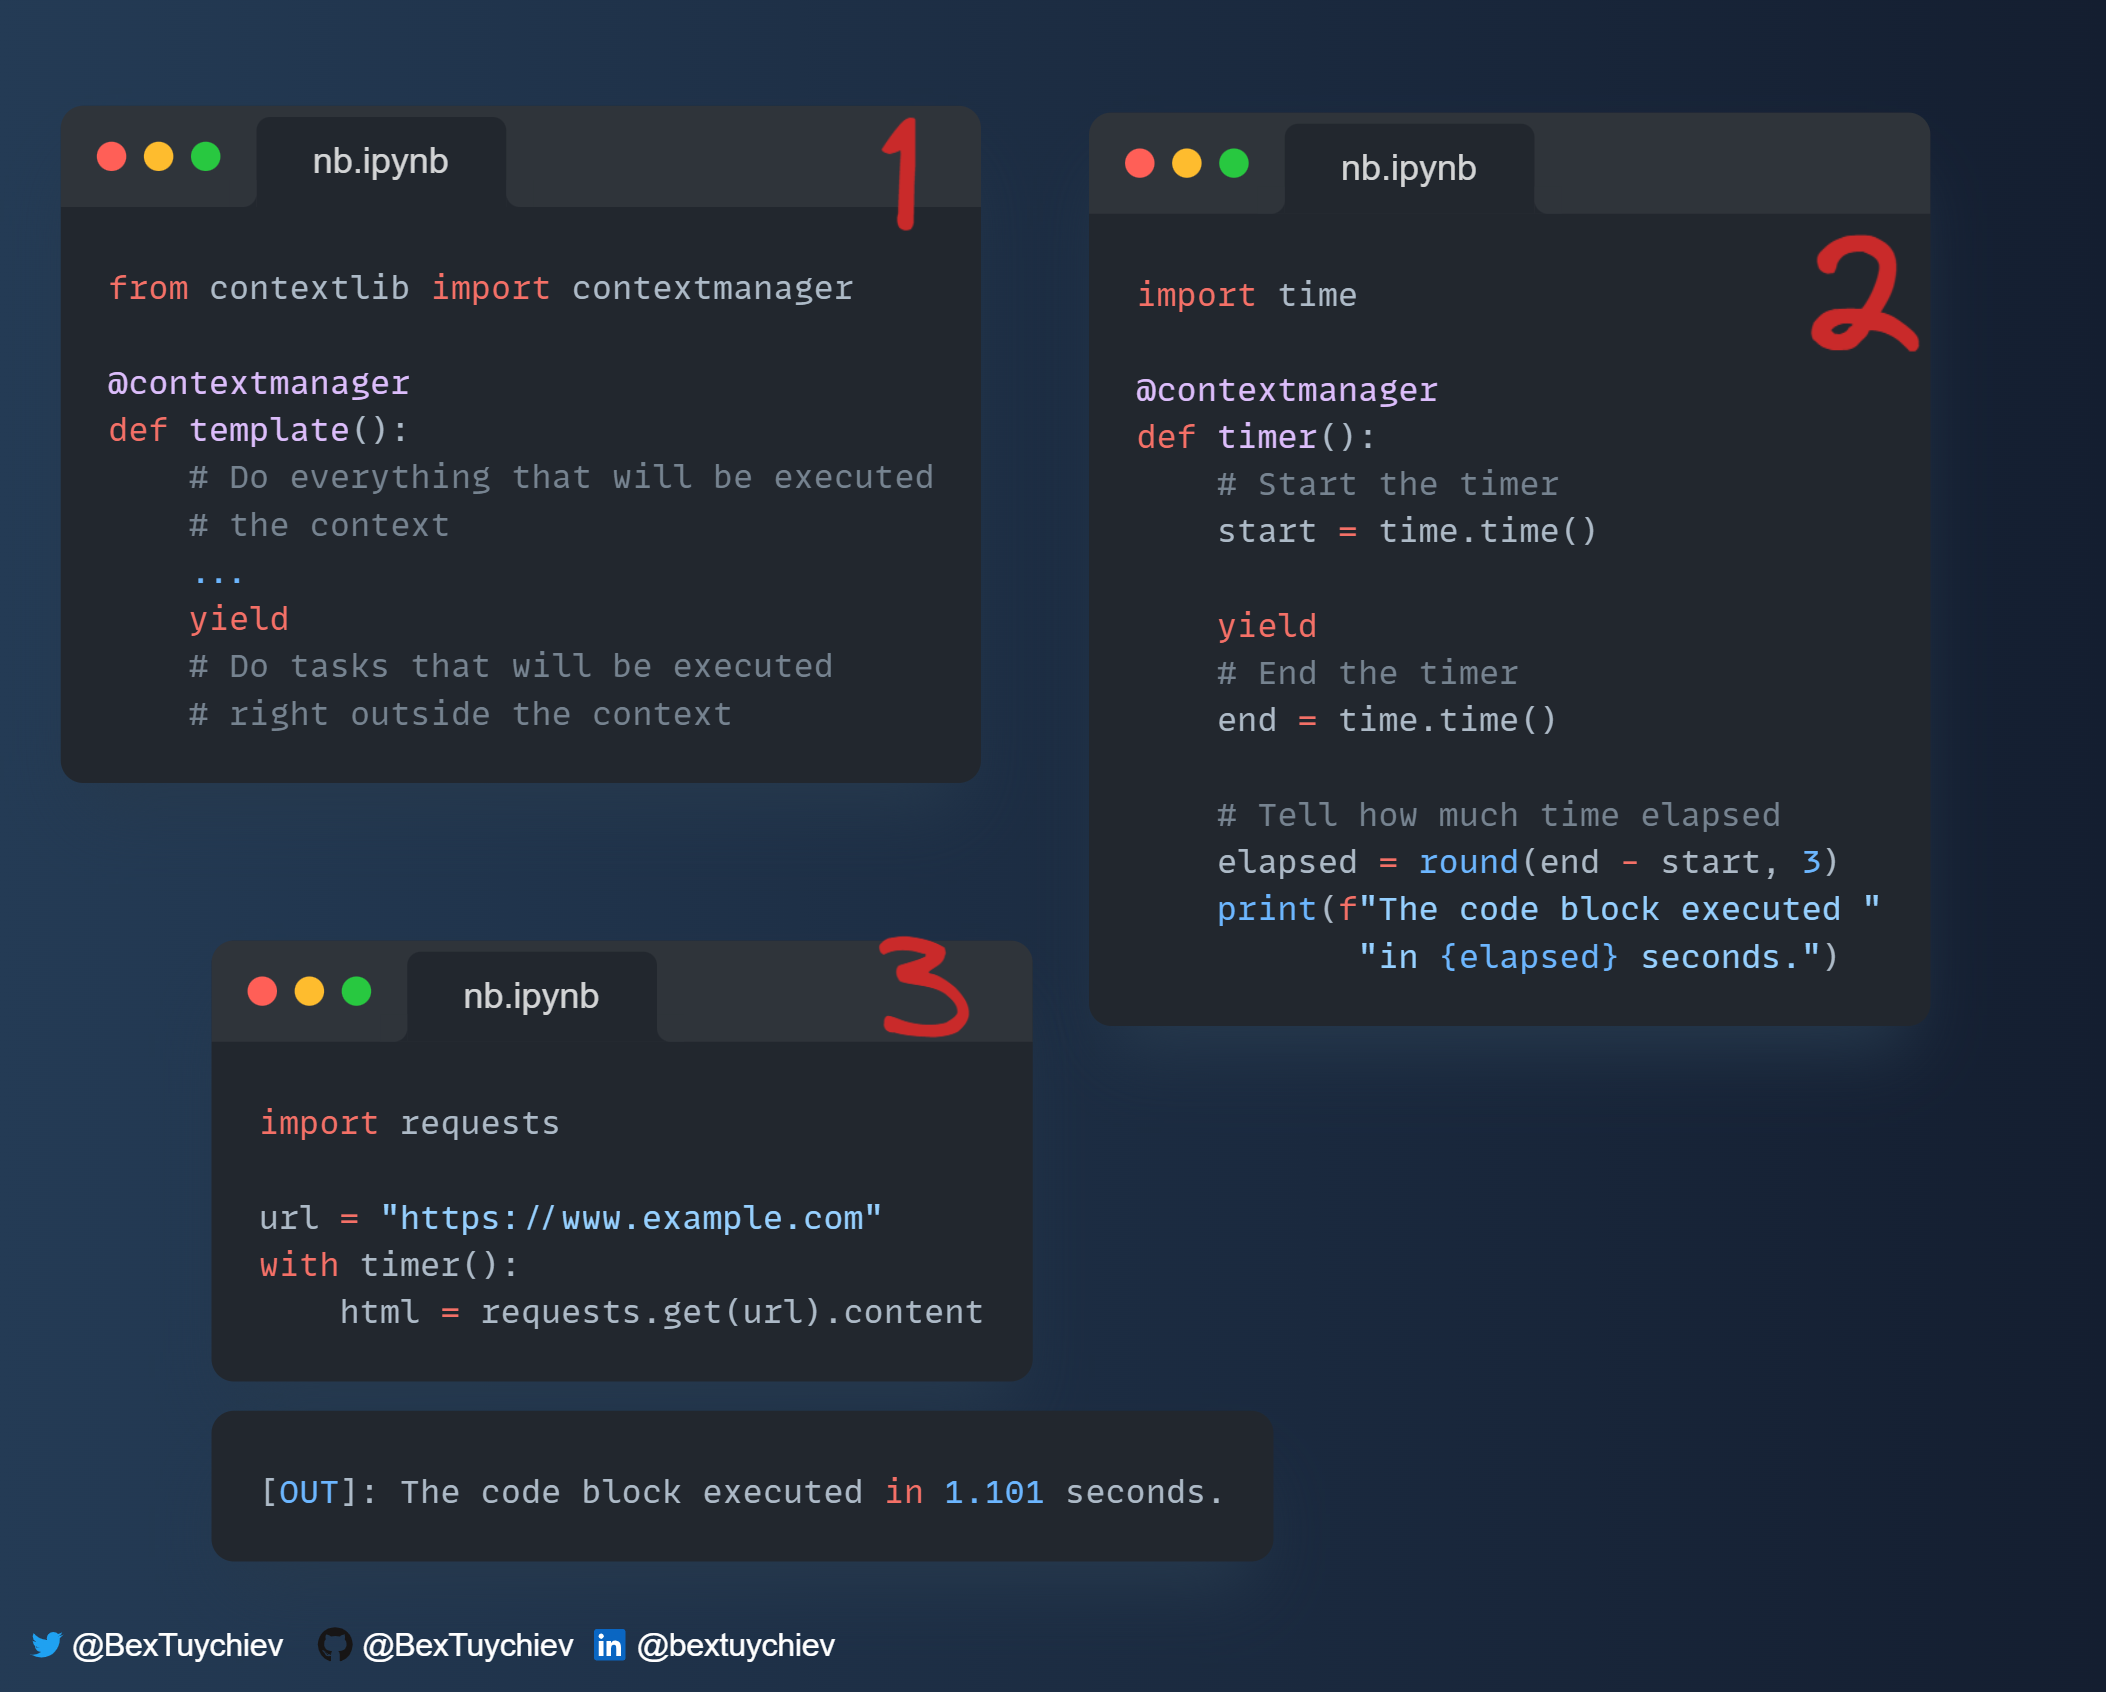 nb.ipynb
1
from contextlib import contextmanager
@contextmanager
def template():
    # Do everything that will be executed
    # the context
    ...
    yield
    # Do tasks that will be executed
    # right outside the context
nb.ipynb
2
import time
@contextmanager
def timer():
    # Start the timer
    start = time.time()
    yield
    # End the timer
    end = time.time()
    # Tell how much time elapsed
    elapsed = round(end - start, 3)
    print(f"The code block executed "
           "in {elapsed} seconds.")
nb.ipynb
3
import requests
url = "https://www.example.com"
with timer():
    html = requests.get(url).content
[OUT]: The code block executed in 1.101 seconds.
@BexTuychiev @BexTuychiev in @bextuychiev